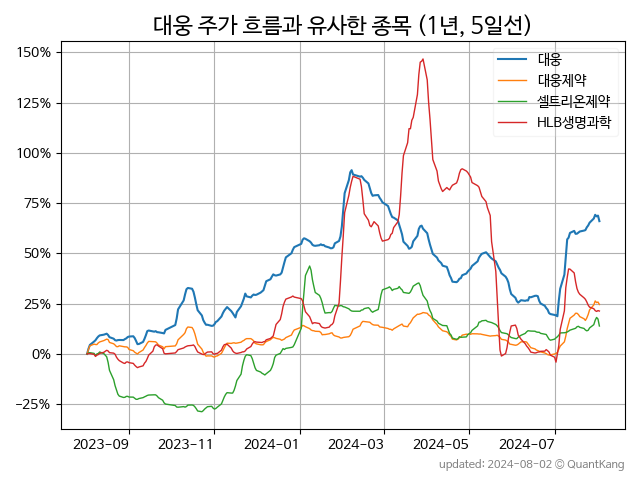 대웅 주가 흐름과 유사한 종목 (1년, 5일선)
150%
125%
100%
75%
50%
25%
0%
−25%
대웅
대웅제약
셀트리온제약
HLB생명과학
2023-09
2023-11
2024-01
2024-03
2024-05
2024-07
updated: 2024-08-02 © QuantKang